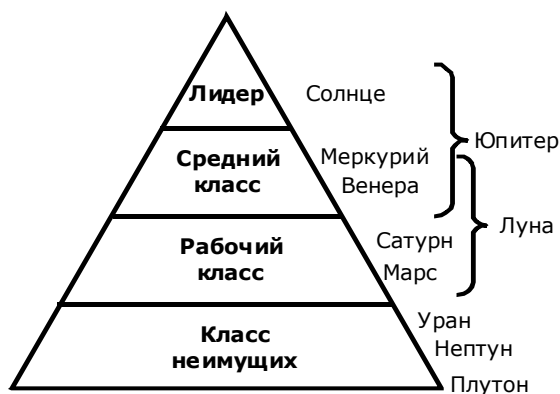 Лидер
Солнце
Юпитер
Средний
класс
Меркурий
Венера
Луна
Рабочий
класс
Сатурн
Марс
Класс
неимущих
Уран
Нептун
Плутон